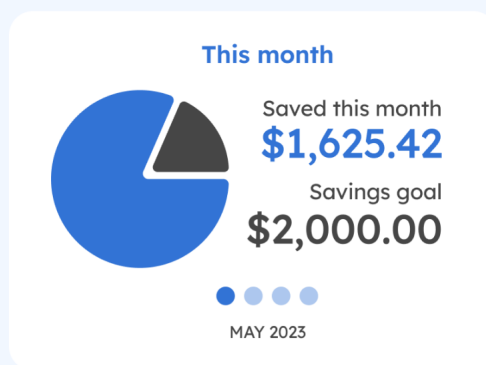 This month
Saved this month
$1,625.42
Savings goal
$2,000.00
MAY 2023